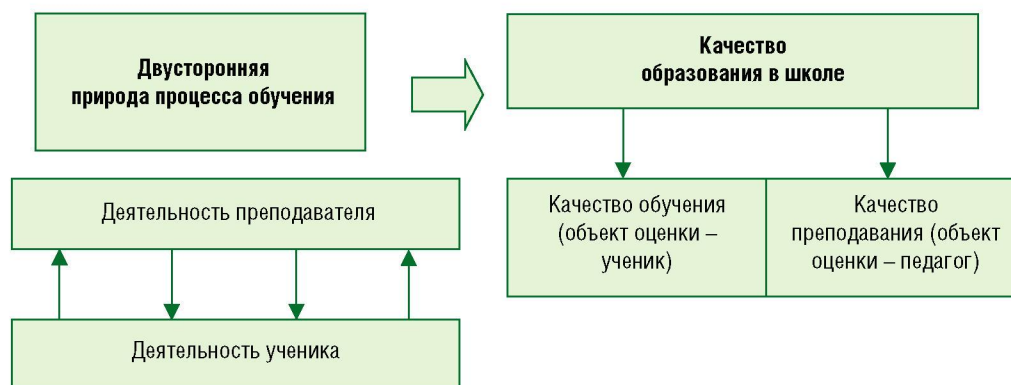 Двусторонняя
природа процесса обучения
Качество
образования в школе
Деятельность преподавателя
Деятельность ученика
Качество обучения
(объект оценки –
ученик)
Качество
преподавания (объект
оценки – педагог)